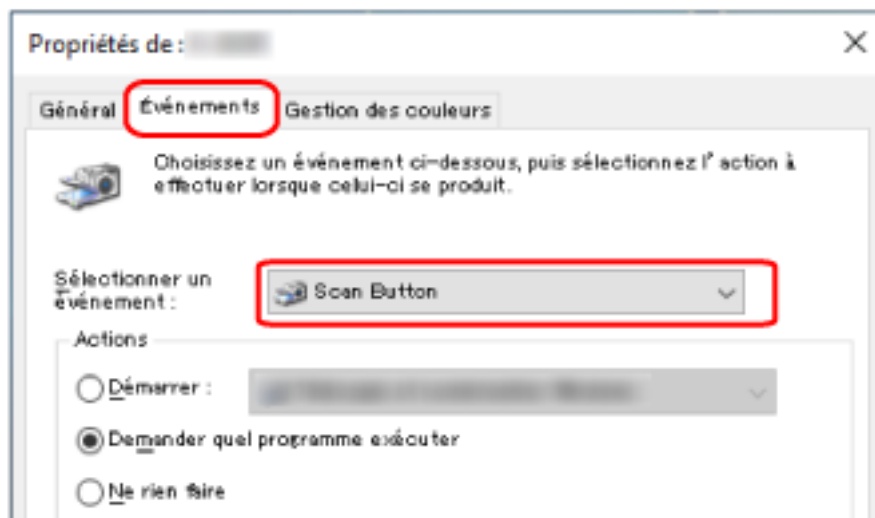 Propriétés de :
Général Événements Gestion des couleurs
Choisissez un événement ci-dessous, puis sélectionnez l'action à
effectuer lorsque celui-ci se produit.
Sélectionner un
événement :
Scan Button
Actions
Démarrer :
Demander quel programme exécuter
Ne rien faire